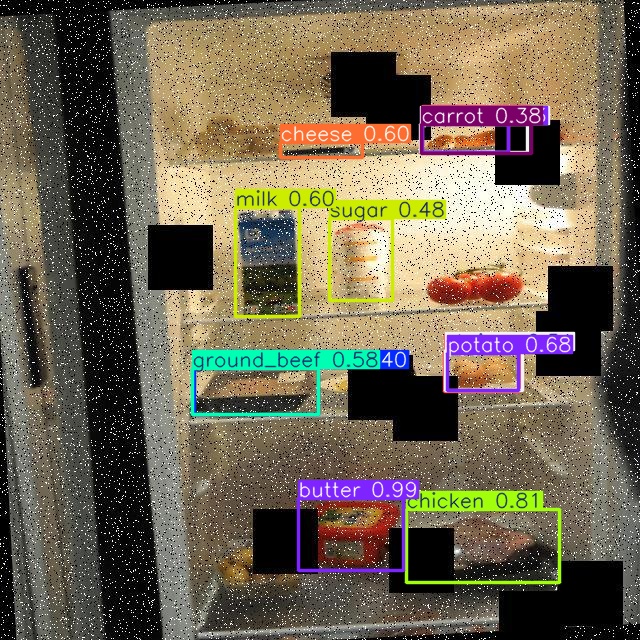 carrot 0.38
cheese 0.60
milk 0.60
sugar 0.48
potato 0.68
ground_beef 0.58
40
butter 0.99
chicken 0.81